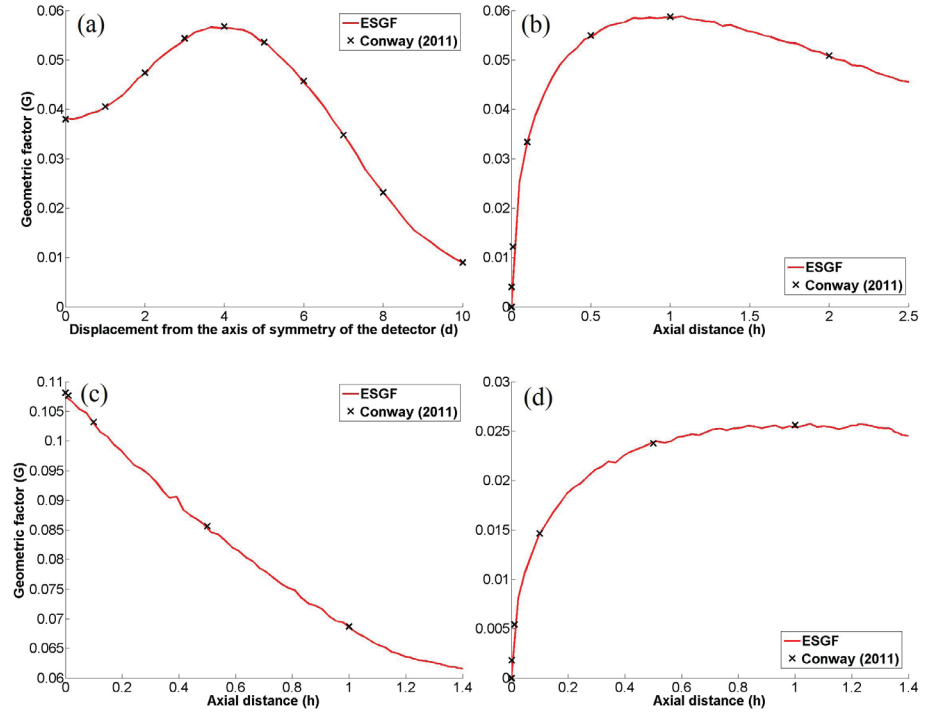 (a)
ESGF
Conway (2011)
Geometric factor (G)
0.06
0.05
0.04
0.03
0.02
0.01
0
0 2 4 6 8 10
Displacement from the axis of symmetry of the detector (d)
(b)
0.06
0.05
0.04
0.03
0.02
0.01
0
ESGF
Conway (2011)
0 0.5 1 1.5 2 2.5
Axial distance (h)
(c)
ESGF
Conway (2011)
Geometric factor (G)
0.11
0.105
0.1
0.095
0.09
0.085
0.08
0.075
0.07
0.065
0.06
0 0.2 0.4 0.6 0.8 1 1.2 1.4
Axial distance (h)
(d)
0.03
0.025
0.02
0.015
0.01
0.005
0
ESGF
Conway (2011)
0 0.2 0.4 0.6 0.8 1 1.2 1.4
Axial distance (h)